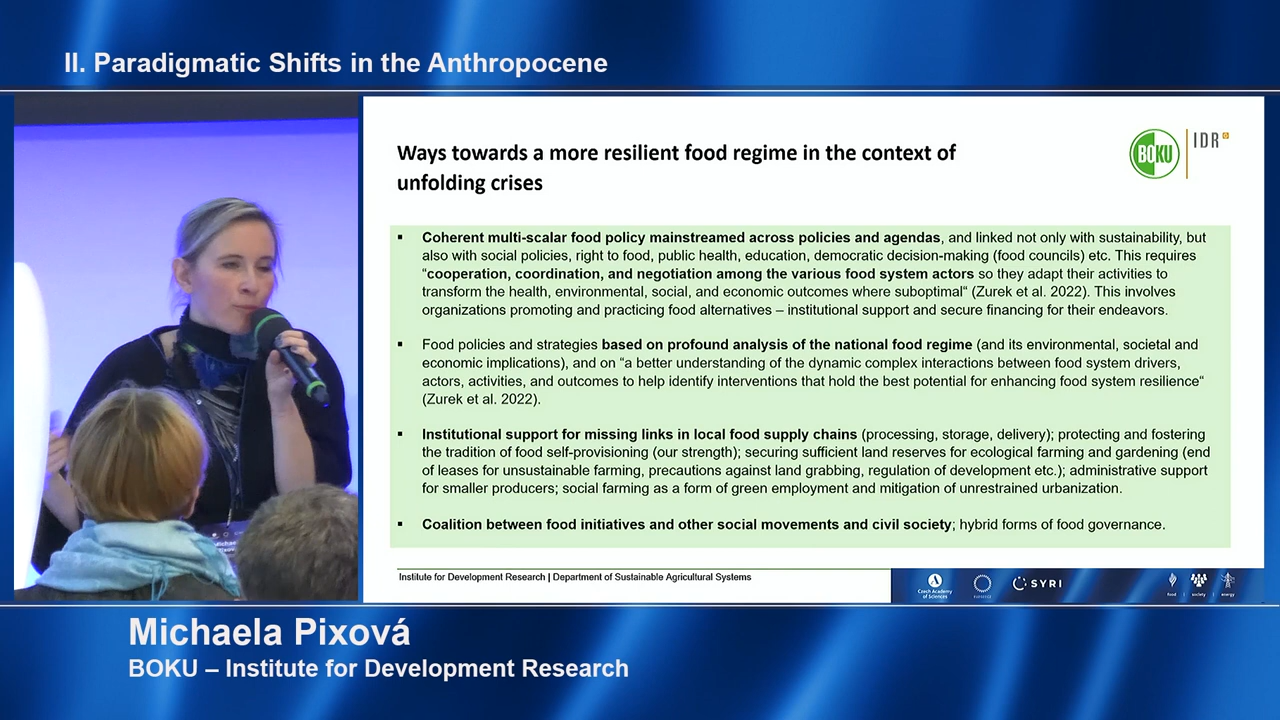 II. Paradigmatic Shifts in the Anthropocene
Ways towards a more resilient food regime in the context of
unfolding crises
BOKU
IDR
▪ Coherent multi-scalar food policy mainstreamed across policies and agendas, and linked not only with sustainability, but
also with social policies, right to food, public health, education, democratic decision-making (food councils) etc. This requires
“cooperation, coordination, and negotiation among the various food system actors so they adapt their activities to
transform the health, environmental, social, and economic outcomes where suboptimal“ (Zurek et al. 2022). This involves
organizations promoting and practicing food alternatives – institutional support and secure financing for their endeavors.
▪ Food policies and strategies based on profound analysis of the national food regime (and its environmental, societal and
economic implications), and on “a better understanding of the dynamic complex interactions between food system drivers,
actors, activities, and outcomes to help identify interventions that hold the best potential for enhancing food system resilience“
(Zurek et al. 2022).
▪ Institutional support for missing links in local food supply chains (processing, storage, delivery); protecting and fostering
the tradition of food self-provisioning (our strength); securing sufficient land reserves for ecological farming and gardening (end
of leases for unsustainable farming, precautions against land grabbing, regulation of development etc.); administrative support
for smaller producers; social farming as a form of green employment and mitigation of unrestrained urbanization.
▪ Coalition between food initiatives and other social movements and civil society; hybrid forms of food governance.
Institute for Development Research | Department of Sustainable Agricultural Systems
Czech Academy
of Sciences
SYRI
food | society | energy
Michaela Pixová
BOKU – Institute for Development Research